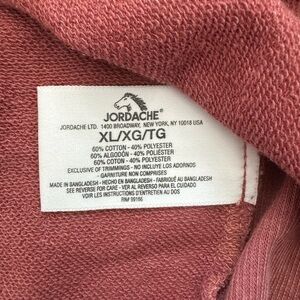 JORDACHE®
JORDACHE LTD. 1400 BROADWAY, NEW YORK, NY 10018 USA
XL/XG/TG
60% COTTON - 40% POLYESTER
60% ALGODÓN - 40% POLIÉSTER
60% COTON - 40% POLYESTER
EXCLUSIVE OF TRIMMINGS - NO INCLUYE LOS ADORNOS
GARNITURE NON COMPRISES
MADE IN BANGLADESH - HECHO EN BANGLADESH - FABRIQUÉ AU BANGLADESH
SEE REVERSE FOR CARE - VER AL REVERSO PARA EL CUIDADO
VOIR LES INSTRUCTIONS D'ENTRETIEN AU DOS
RN# 99166